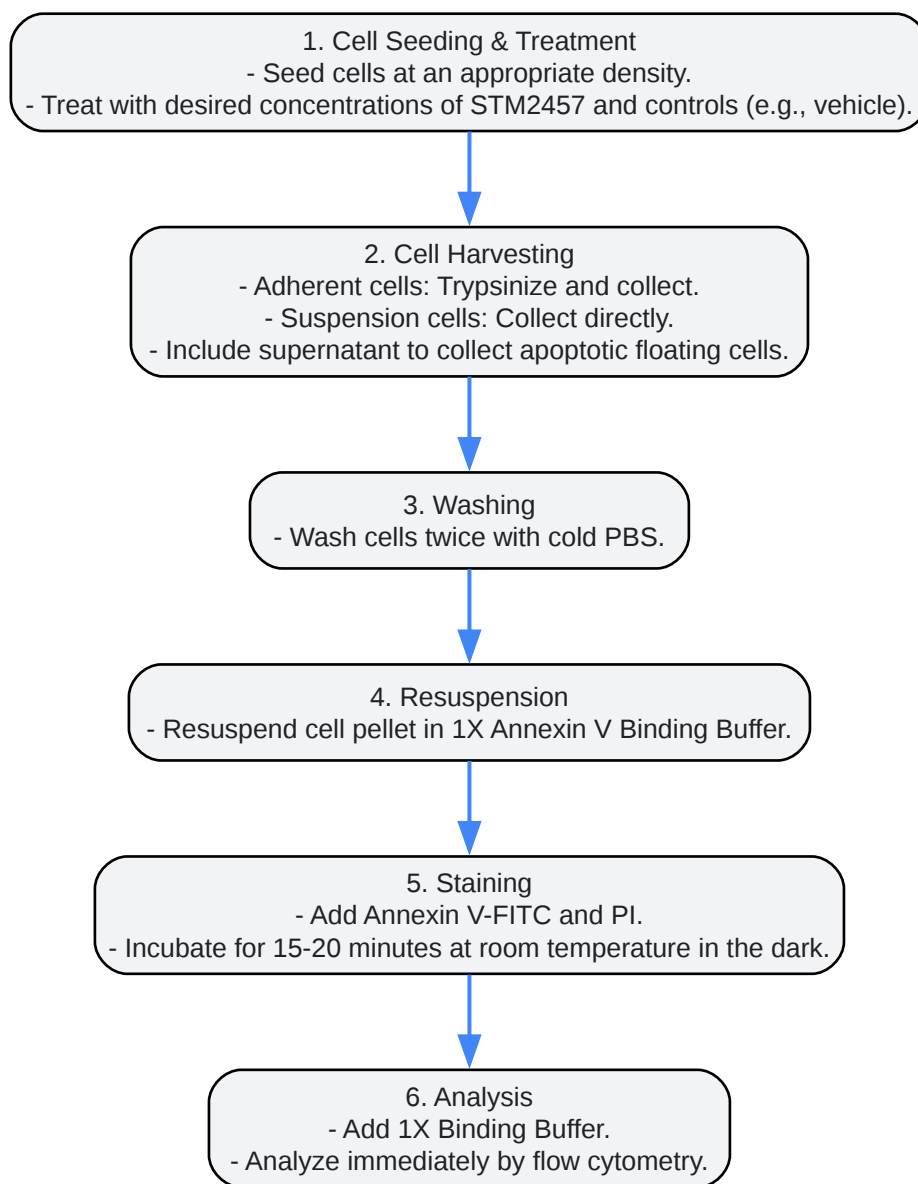 1. Cell Seeding & Treatment
- Seed cells at an appropriate density.
- Treat with desired concentrations of STM2457 and controls (e.g., vehicle).
2. Cell Harvesting
- Adherent cells: Trypsinize and collect.
- Suspension cells: Collect directly.
- Include supernatant to collect apoptotic floating cells.
3. Washing
- Wash cells twice with cold PBS.
4. Resuspension
- Resuspend cell pellet in 1X Annexin V Binding Buffer.
5. Staining
- Add Annexin V-FITC and PI.
- Incubate for 15-20 minutes at room temperature in the dark.
6. Analysis
- Add 1X Binding Buffer.
- Analyze immediately by flow cytometry.